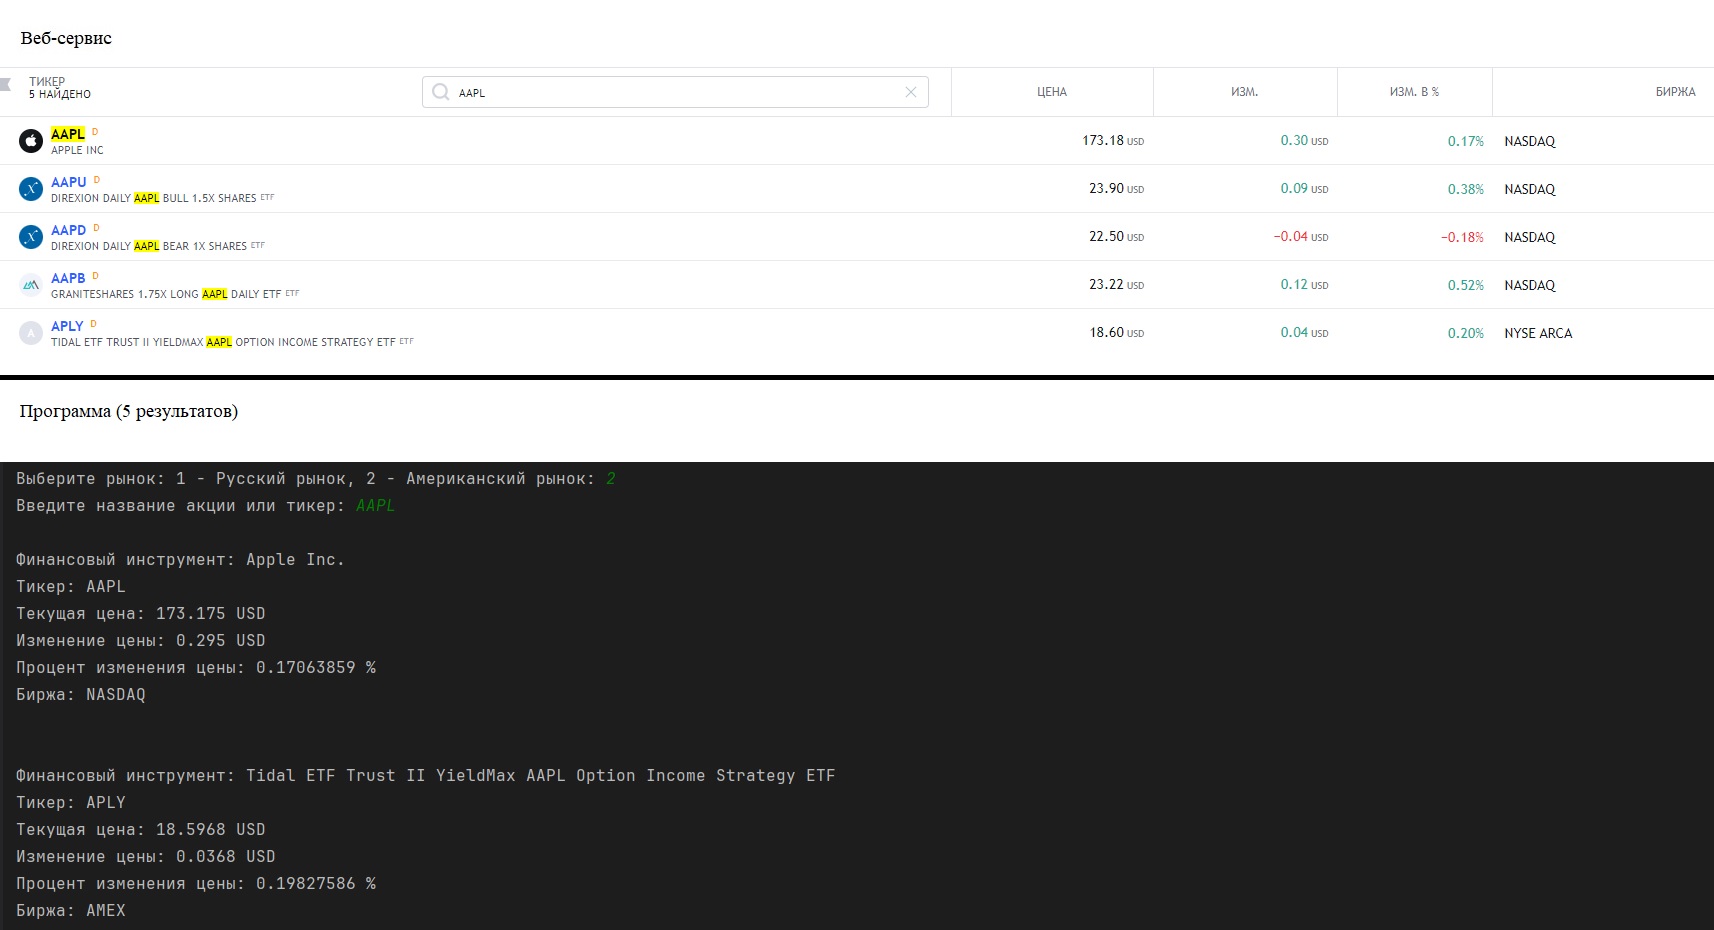 Веб-сервис
ТИКЕР
5 НАЙДЕНО
AAPL
ЦЕНА ИЗМ. ИЗМ. В % БИРЖА
AAPL D
APPLE INC
173.18 USD 0.30 USD 0.17% NASDAQ
AAPU D
DIREXION DAILY AAPL BULL 1.5X SHARES ETF
23.90 USD 0.09 USD 0.38% NASDAQ
AAPD D
DIREXION DAILY AAPL BEAR 1X SHARES ETF
22.50 USD −0.04 USD −0.18% NASDAQ
AAPB D
GRANITESHARES 1.75X LONG AAPL DAILY ETF ETF
23.22 USD 0.12 USD 0.52% NASDAQ
A
APLY D
TIDAL ETF TRUST II YIELDMAX AAPL OPTION INCOME STRATEGY ETF ETF
18.60 USD 0.04 USD 0.20% NYSE ARCA
Программа (5 результатов)
Выберите рынок: 1 - Русский рынок, 2 - Американский рынок: 2
Введите название акции или тикер: AAPL
Финансовый инструмент: Apple Inc.
Тикер: AAPL
Текущая цена: 173.175 USD
Изменение цены: 0.295 USD
Процент изменения цены: 0.17063859 %
Биржа: NASDAQ
Финансовый инструмент: Tidal ETF Trust II YieldMax AAPL Option Income Strategy ETF
Тикер: APLY
Текущая цена: 18.5968 USD
Изменение цены: 0.0368 USD
Процент изменения цены: 0.19827586 %
Биржа: AMEX